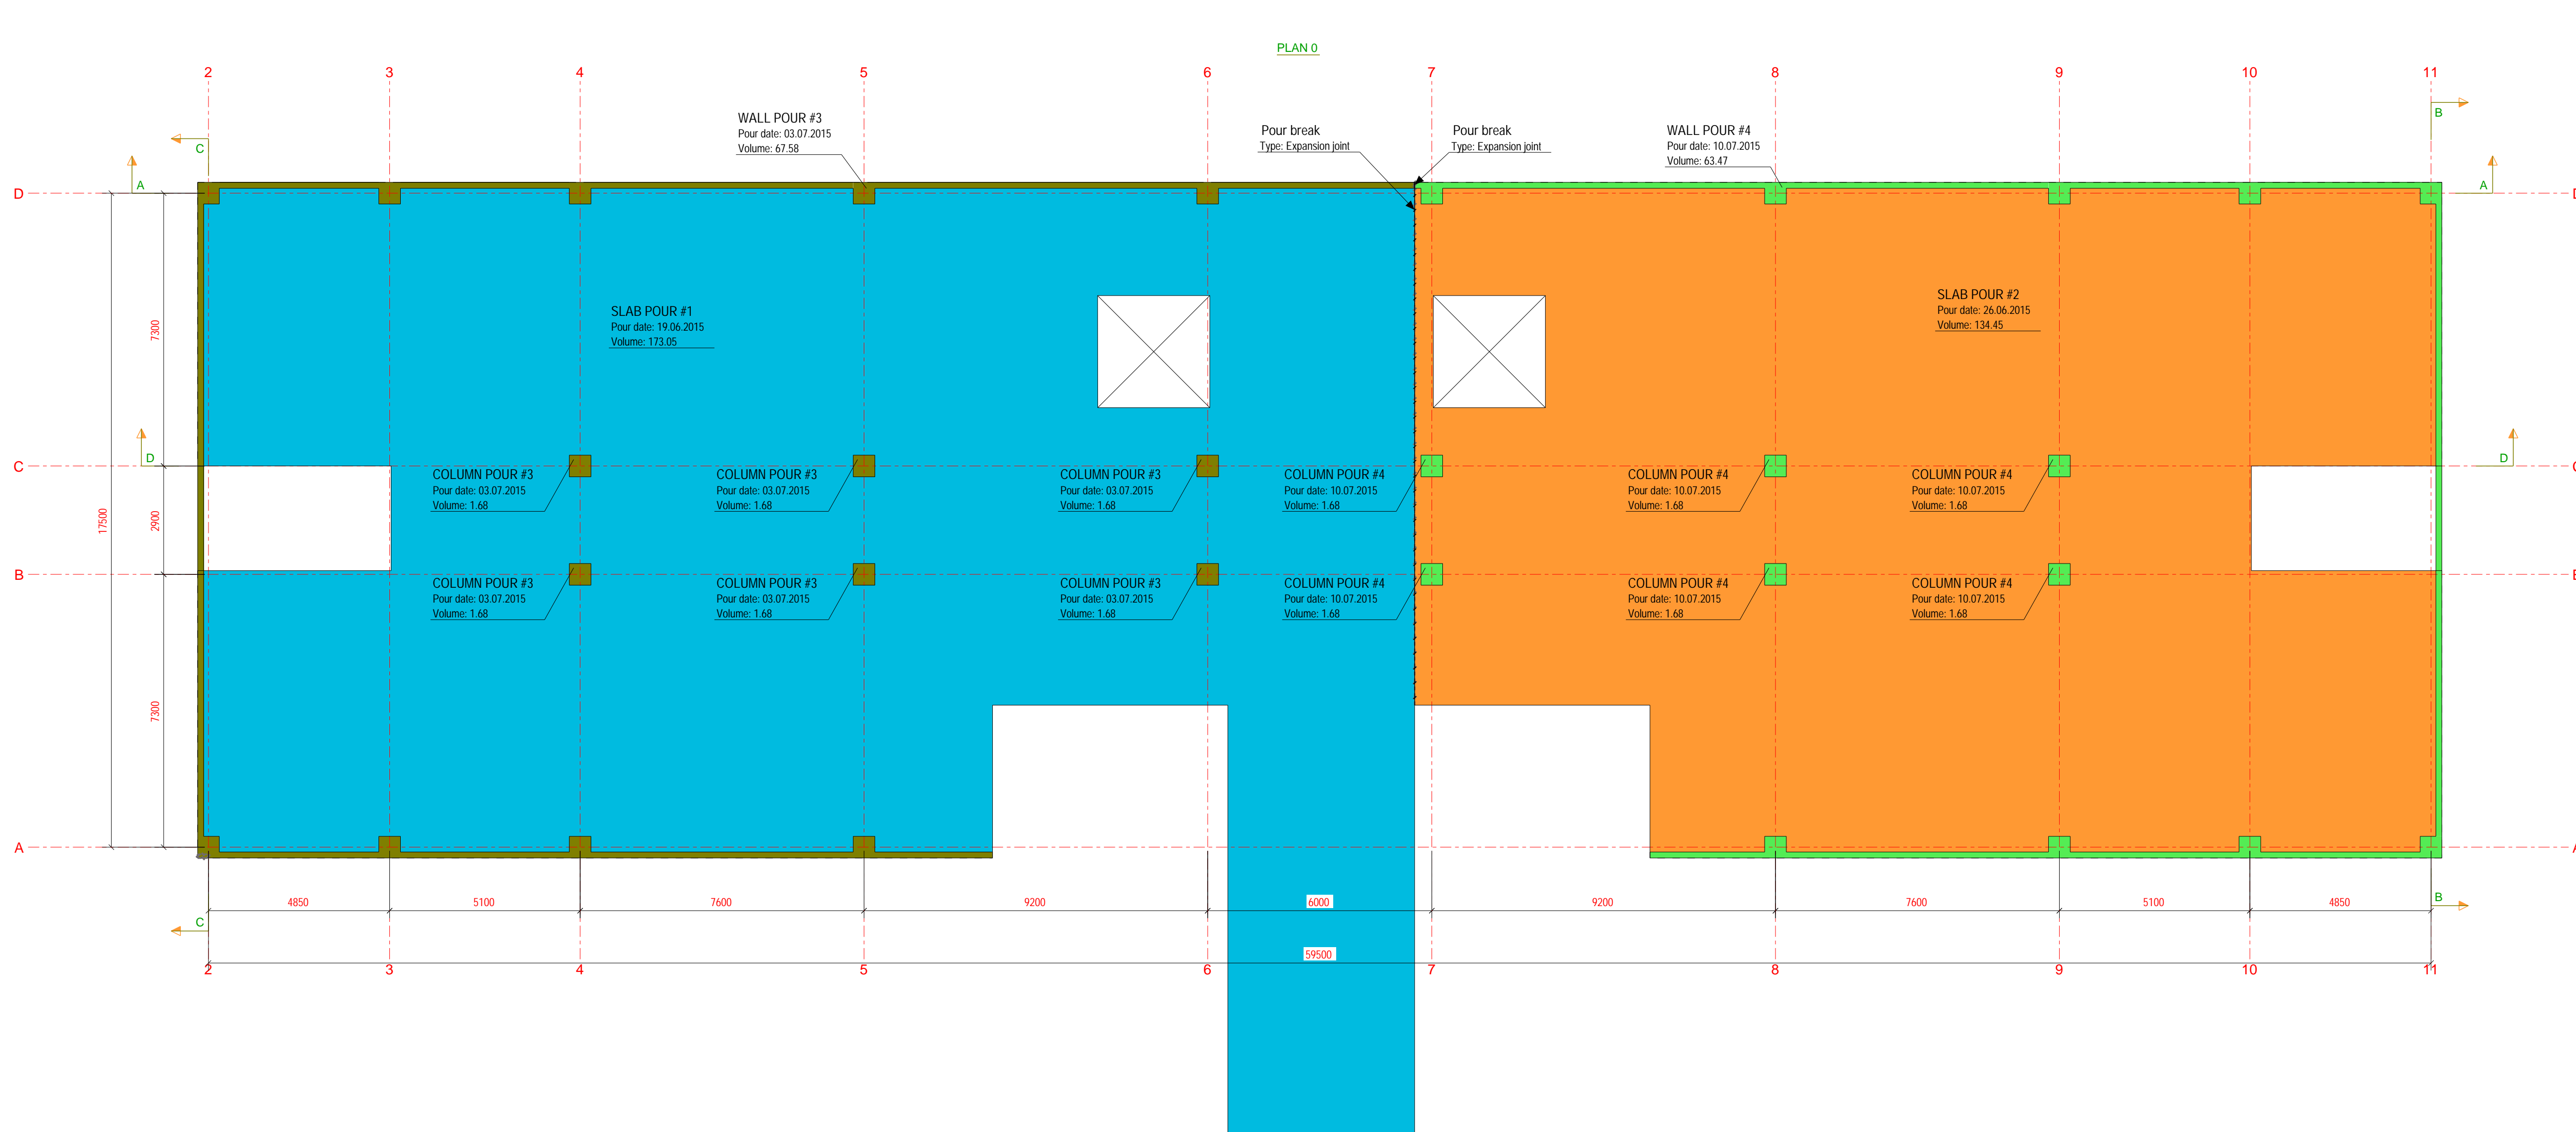 PLAN 0
2 3 4 5 6 7 8 9 10 11
B
WALL POUR #3
Pour date: 03.07.2015
Volume: 67.58
Pour break
Type: Expansion joint
Pour break
Type: Expansion joint
WALL POUR #4
Pour date: 10.07.2015
Volume: 63.47
C
A
A
D
SLAB POUR #1
Pour date: 19.06.2015
Volume: 173.05
SLAB POUR #2
Pour date: 26.06.2015
Volume: 134.45
7300
D
D
C
COLUMN POUR #3
Pour date: 03.07.2015
Volume: 1.68
COLUMN POUR #3
Pour date: 03.07.2015
Volume: 1.68
COLUMN POUR #3
Pour date: 03.07.2015
Volume: 1.68
COLUMN POUR #4
Pour date: 10.07.2015
Volume: 1.68
COLUMN POUR #4
Pour date: 10.07.2015
Volume: 1.68
COLUMN POUR #4
Pour date: 10.07.2015
Volume: 1.68
17500
2900
B
COLUMN POUR #3
Pour date: 03.07.2015
Volume: 1.68
COLUMN POUR #3
Pour date: 03.07.2015
Volume: 1.68
COLUMN POUR #3
Pour date: 03.07.2015
Volume: 1.68
COLUMN POUR #4
Pour date: 10.07.2015
Volume: 1.68
COLUMN POUR #4
Pour date: 10.07.2015
Volume: 1.68
COLUMN POUR #4
Pour date: 10.07.2015
Volume: 1.68
7300
A
4850 5100 7600 9200 6000 9200 7600 5100 4850
B
C
59500
2 3 4 5 6 7 8 9 10 11